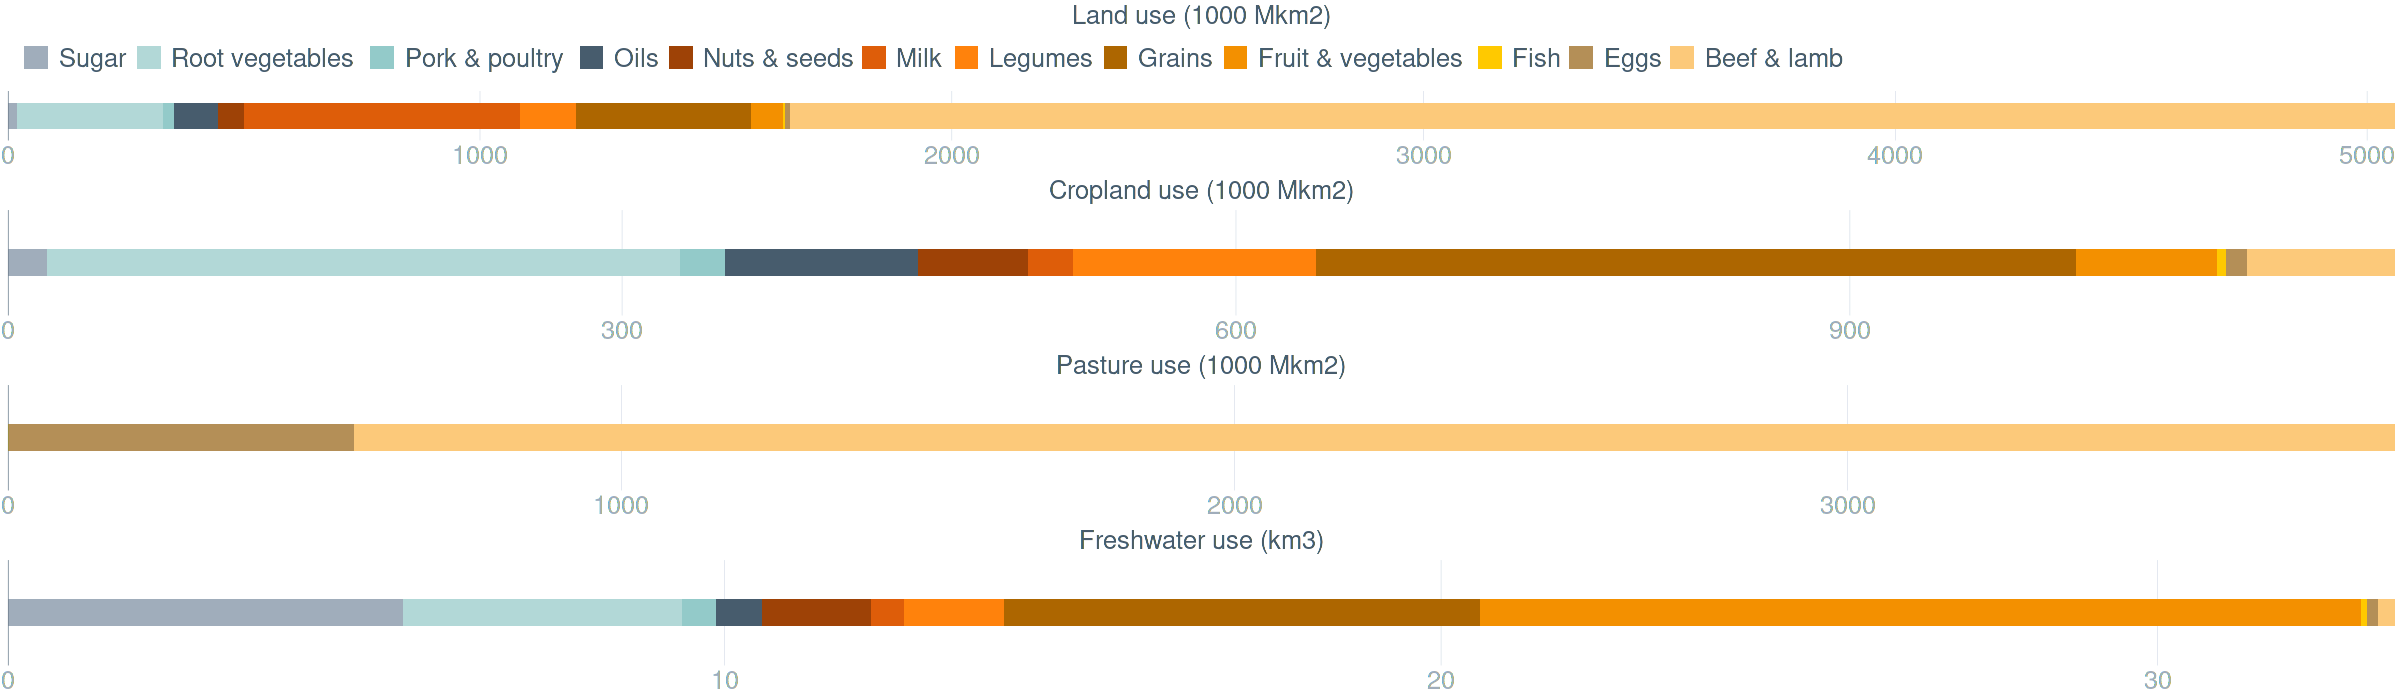 Land use (1000 Mkm2)
Sugar Root vegetables Pork & poultry Oils Nuts & seeds Milk Legumes Grains Fruit & vegetables Fish Eggs Beef & lamb
0 1000 2000 3000 4000 5000
Cropland use (1000 Mkm2)
0 300 600 900
Pasture use (1000 Mkm2)
0 1000 2000 3000
Freshwater use (km3)
0 10 20 30